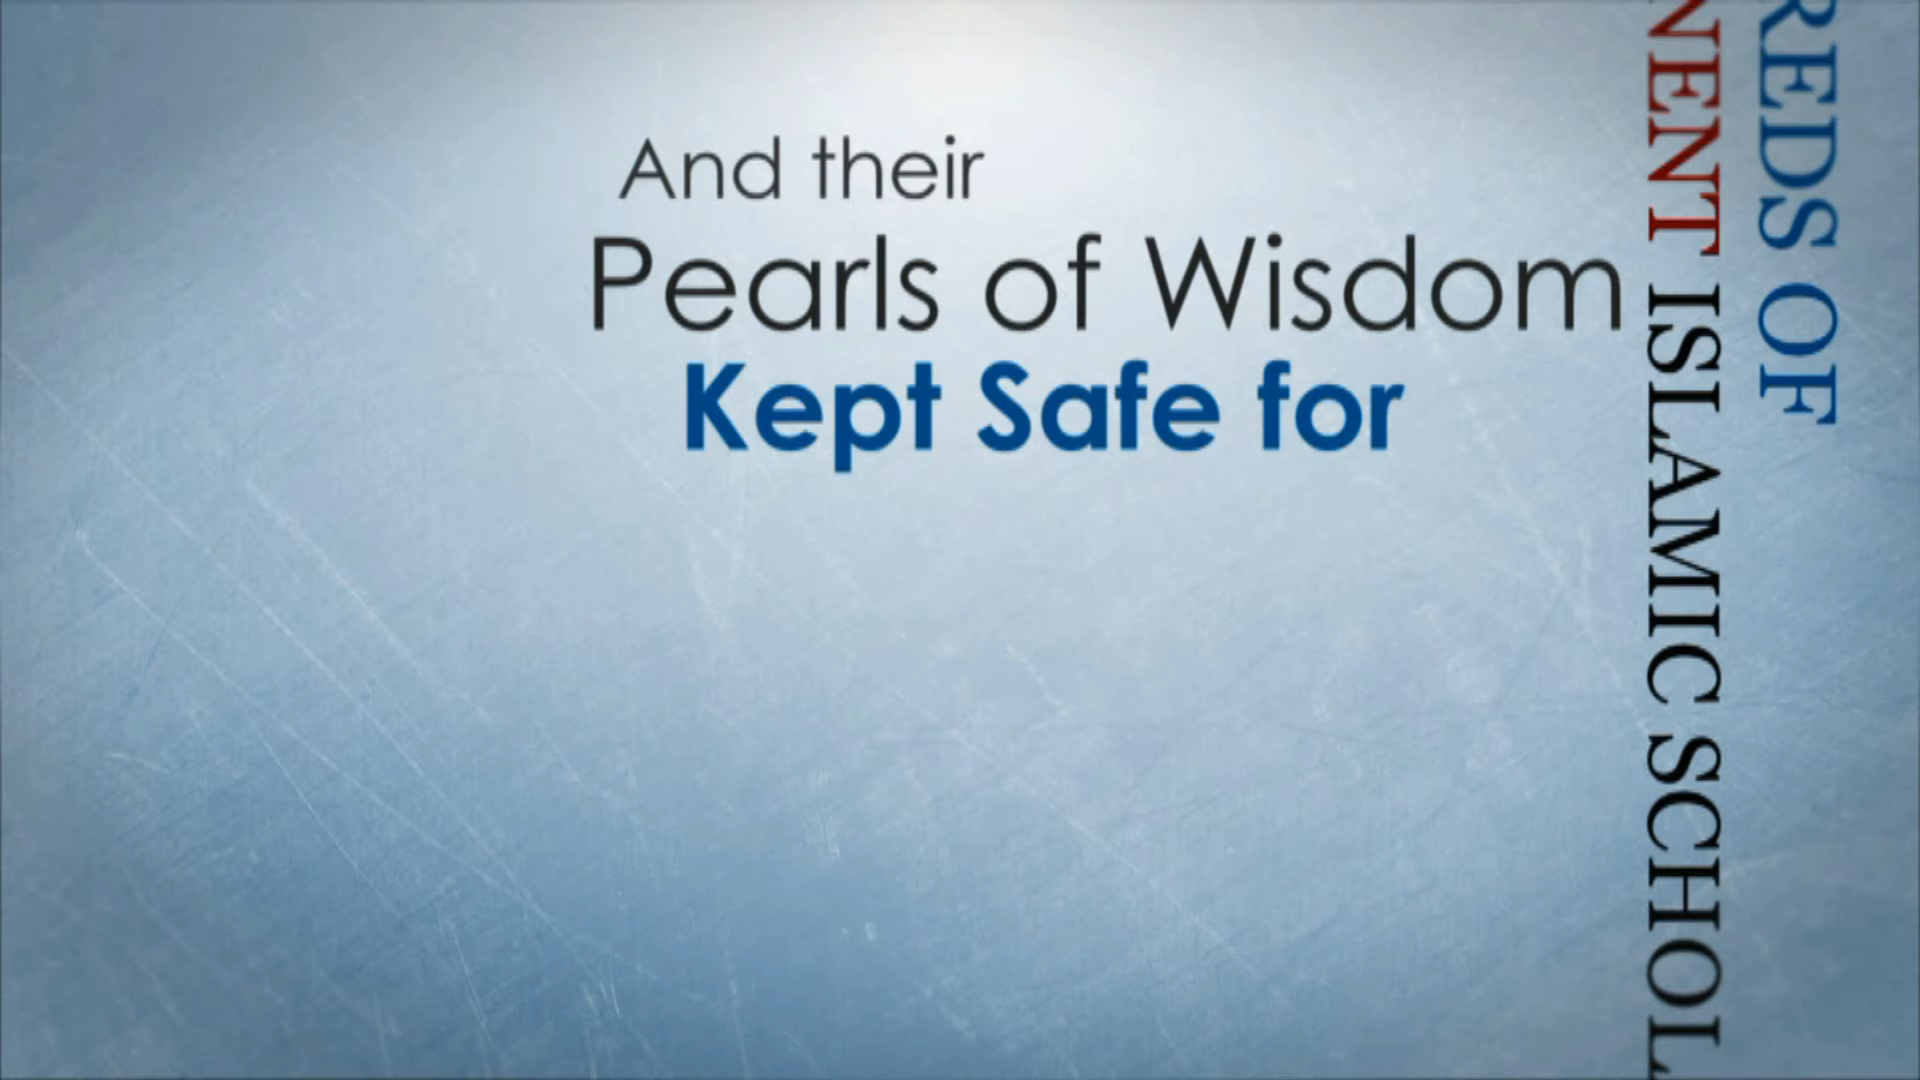 And their
Pearls of Wisdom
Kept Safe for
REDS OF
NENT ISLAMIC SCHOL